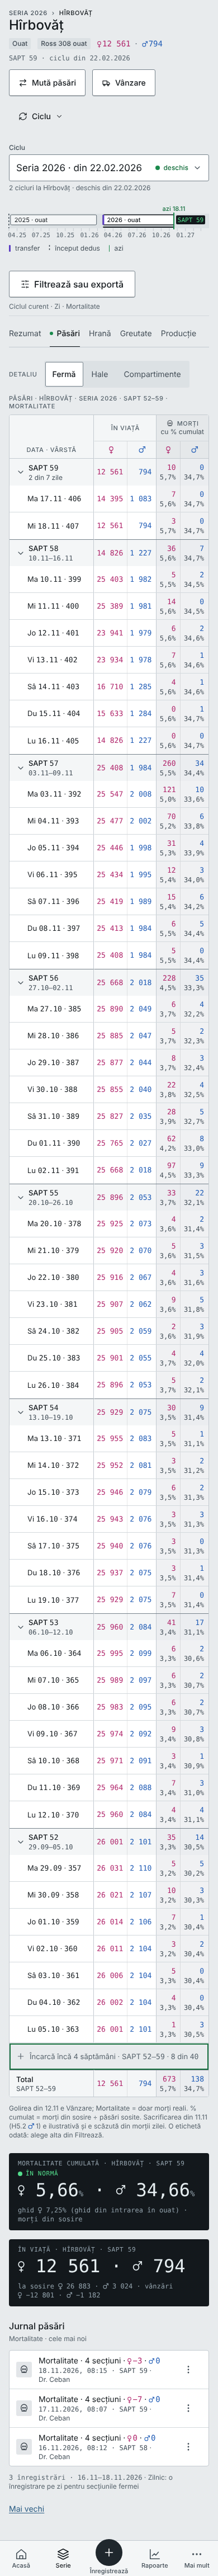 SERIA 2026 › HÎRBOVĂȚ
Hîrbovăț
Ouat Ross 308 ouat ♀12 561 · ♂794
SAPT 59 · ciclu din 22.02.2026
Mută păsări Vânzare
Ciclu
Ciclu
Seria 2026 · din 22.02.2026 deschis
2 cicluri la Hîrbovăț · deschis din 22.02.2026
azi 18.11
2025 · ouat 2026 · ouat SAPT 59
04.25 07.25 10.25 01.26 04.26 07.26 10.26 01.27
transfer început dedus azi
Filtrează sau exportă
Ciclul curent · Zi · Mortalitate
Rezumat Păsări Hrană Greutate Producție
DETALIU Fermă Hale Compartimente
PĂSĂRI · HÎRBOVĂȚ · SERIA 2026 · SAPT 52–59 ·
MORTALITATE
ÎN VIAȚĂ MORȚI
cu % cumulat
DATA · VÂRSTĂ ♀ ♂ ♀ ♂
SAPT 59 12 561 794 10 0
2 din 7 zile 5,7% 34,7%
Ma 17.11 · 406 14 395 1 083 7 0
5,7% 34,7%
Mi 18.11 · 407 12 561 794 3 0
5,7% 34,7%
SAPT 58 14 826 1 227 36 7
10.11–16.11 5,6% 34,7%
Ma 10.11 · 399 25 403 1 982 5 2
5,5% 34,5%
Mi 11.11 · 400 25 389 1 981 14 0
5,6% 34,5%
Jo 12.11 · 401 23 941 1 979 6 2
5,6% 34,6%
Vi 13.11 · 402 23 934 1 978 7 1
5,6% 34,6%
Sâ 14.11 · 403 16 710 1 285 4 1
5,6% 34,6%
Du 15.11 · 404 15 633 1 284 0 1
5,6% 34,7%
Lu 16.11 · 405 14 826 1 227 0 0
5,6% 34,7%
SAPT 57 25 408 1 984 260 34
03.11–09.11 5,5% 34,4%
Ma 03.11 · 392 25 547 2 008 121 10
5,0% 33,6%
Mi 04.11 · 393 25 477 2 002 70 6
5,2% 33,8%
Jo 05.11 · 394 25 446 1 998 31 4
5,3% 33,9%
Vi 06.11 · 395 25 434 1 995 12 3
5,4% 34,0%
Sâ 07.11 · 396 25 419 1 989 15 6
5,4% 34,2%
Du 08.11 · 397 25 413 1 984 6 5
5,5% 34,4%
Lu 09.11 · 398 25 408 1 984 5 0
5,5% 34,4%
SAPT 56 25 668 2 018 228 35
27.10–02.11 4,5% 33,3%
Ma 27.10 · 385 25 890 2 049 6 4
3,7% 32,2%
Mi 28.10 · 386 25 885 2 047 5 2
3,7% 32,3%
Jo 29.10 · 387 25 877 2 044 8 3
3,7% 32,4%
Vi 30.10 · 388 25 855 2 040 22 4
3,8% 32,5%
Sâ 31.10 · 389 25 827 2 035 28 5
3,9% 32,7%
Du 01.11 · 390 25 765 2 027 62 8
4,2% 33,0%
Lu 02.11 · 391 25 668 2 018 97 9
4,5% 33,3%
SAPT 55 25 896 2 053 33 22
20.10–26.10 3,7% 32,1%
Ma 20.10 · 378 25 925 2 073 4 2
3,6% 31,4%
Mi 21.10 · 379 25 920 2 070 5 3
3,6% 31,5%
Jo 22.10 · 380 25 916 2 067 4 3
3,6% 31,6%
Vi 23.10 · 381 25 907 2 062 9 5
3,6% 31,8%
Sâ 24.10 · 382 25 905 2 059 2 3
3,6% 31,9%
Du 25.10 · 383 25 901 2 055 4 4
3,7% 32,0%
Lu 26.10 · 384 25 896 2 053 5 2
3,7% 32,1%
SAPT 54 25 929 2 075 30 9
13.10–19.10 3,5% 31,4%
Ma 13.10 · 371 25 955 2 083 5 1
3,5% 31,1%
Mi 14.10 · 372 25 952 2 081 3 2
3,5% 31,2%
Jo 15.10 · 373 25 946 2 079 6 2
3,5% 31,3%
Vi 16.10 · 374 25 943 2 076 3 3
3,5% 31,3%
Sâ 17.10 · 375 25 940 2 076 3 0
3,5% 31,3%
Du 18.10 · 376 25 937 2 075 3 1
3,5% 31,4%
Lu 19.10 · 377 25 929 2 075 7 0
3,5% 31,4%
SAPT 53 25 960 2 084 41 17
06.10–12.10 3,4% 31,1%
Ma 06.10 · 364 25 995 2 099 6 2
3,3% 30,6%
Mi 07.10 · 365 25 989 2 097 6 2
3,3% 30,7%
Jo 08.10 · 366 25 983 2 095 6 2
3,3% 30,7%
Vi 09.10 · 367 25 974 2 092 9 3
3,4% 30,8%
Sâ 10.10 · 368 25 971 2 091 3 1
3,4% 30,9%
Du 11.10 · 369 25 964 2 088 7 3
3,4% 31,0%
Lu 12.10 · 370 25 960 2 084 4 4
3,4% 31,1%
SAPT 52 26 001 2 101 35 14
29.09–05.10 3,3% 30,5%
Ma 29.09 · 357 26 031 2 110 5 5
3,2% 30,2%
Mi 30.09 · 358 26 021 2 107 10 3
3,2% 30,3%
Jo 01.10 · 359 26 014 2 106 7 1
3,2% 30,4%
Vi 02.10 · 360 26 011 2 104 3 2
3,2% 30,4%
Sâ 03.10 · 361 26 006 2 104 5 0
3,3% 30,4%
Du 04.10 · 362 26 002 2 104 4 0
3,3% 30,4%
Lu 05.10 · 363 26 001 2 101 1 3
3,3% 30,5%
Încarcă încă 4 săptămâni · SAPT 52–59 · 8 din 40
Total 12 561 794 673 138
SAPT 52–59 5,7% 34,7%
Golirea din 12.11 e Vânzare; Mortalitate = doar morți reali. %
cumulat = morți din sosire ÷ păsări sosite. Sacrificarea din 11.11
(H5.2 ♂ 1) e ilustrativă și e scăzută din morții zilei. O etichetă
odată: alege alta din Filtrează.
MORTALITATE CUMULATĂ · HÎRBOVĂȚ · SAPT 59
ÎN NORMĂ
♀ 5,66% · ♂ 34,66%
ghid ♀ 7,25% (ghid din intrarea în ouat) ·
morți din sosire
ÎN VIAȚĂ · HÎRBOVĂȚ · SAPT 59
♀ 12 561 · ♂ 794
la sosire ♀ 26 883 · ♂ 3 024 · vânzări
♀ −12 801 · ♂ −1 182
Jurnal păsări
Mortalitate · cele mai noi
Mortalitate · 4 secțiuni · ♀−3 · ♂0
18.11.2026, 08:15 · SAPT 59 ·
Dr. Ceban
Mortalitate · 4 secțiuni · ♀−7 · ♂0
17.11.2026, 08:07 · SAPT 59 ·
Dr. Ceban
Mortalitate · 4 secțiuni · ♀0 · ♂0
16.11.2026, 08:12 · SAPT 58 ·
Dr. Ceban
3 înregistrări · 16.11–18.11.2026 · Zilnic: o
înregistrare pe zi pentru secțiunile fermei
Mai vechi
Acasă Serie Înregistrează Rapoarte Mai mult